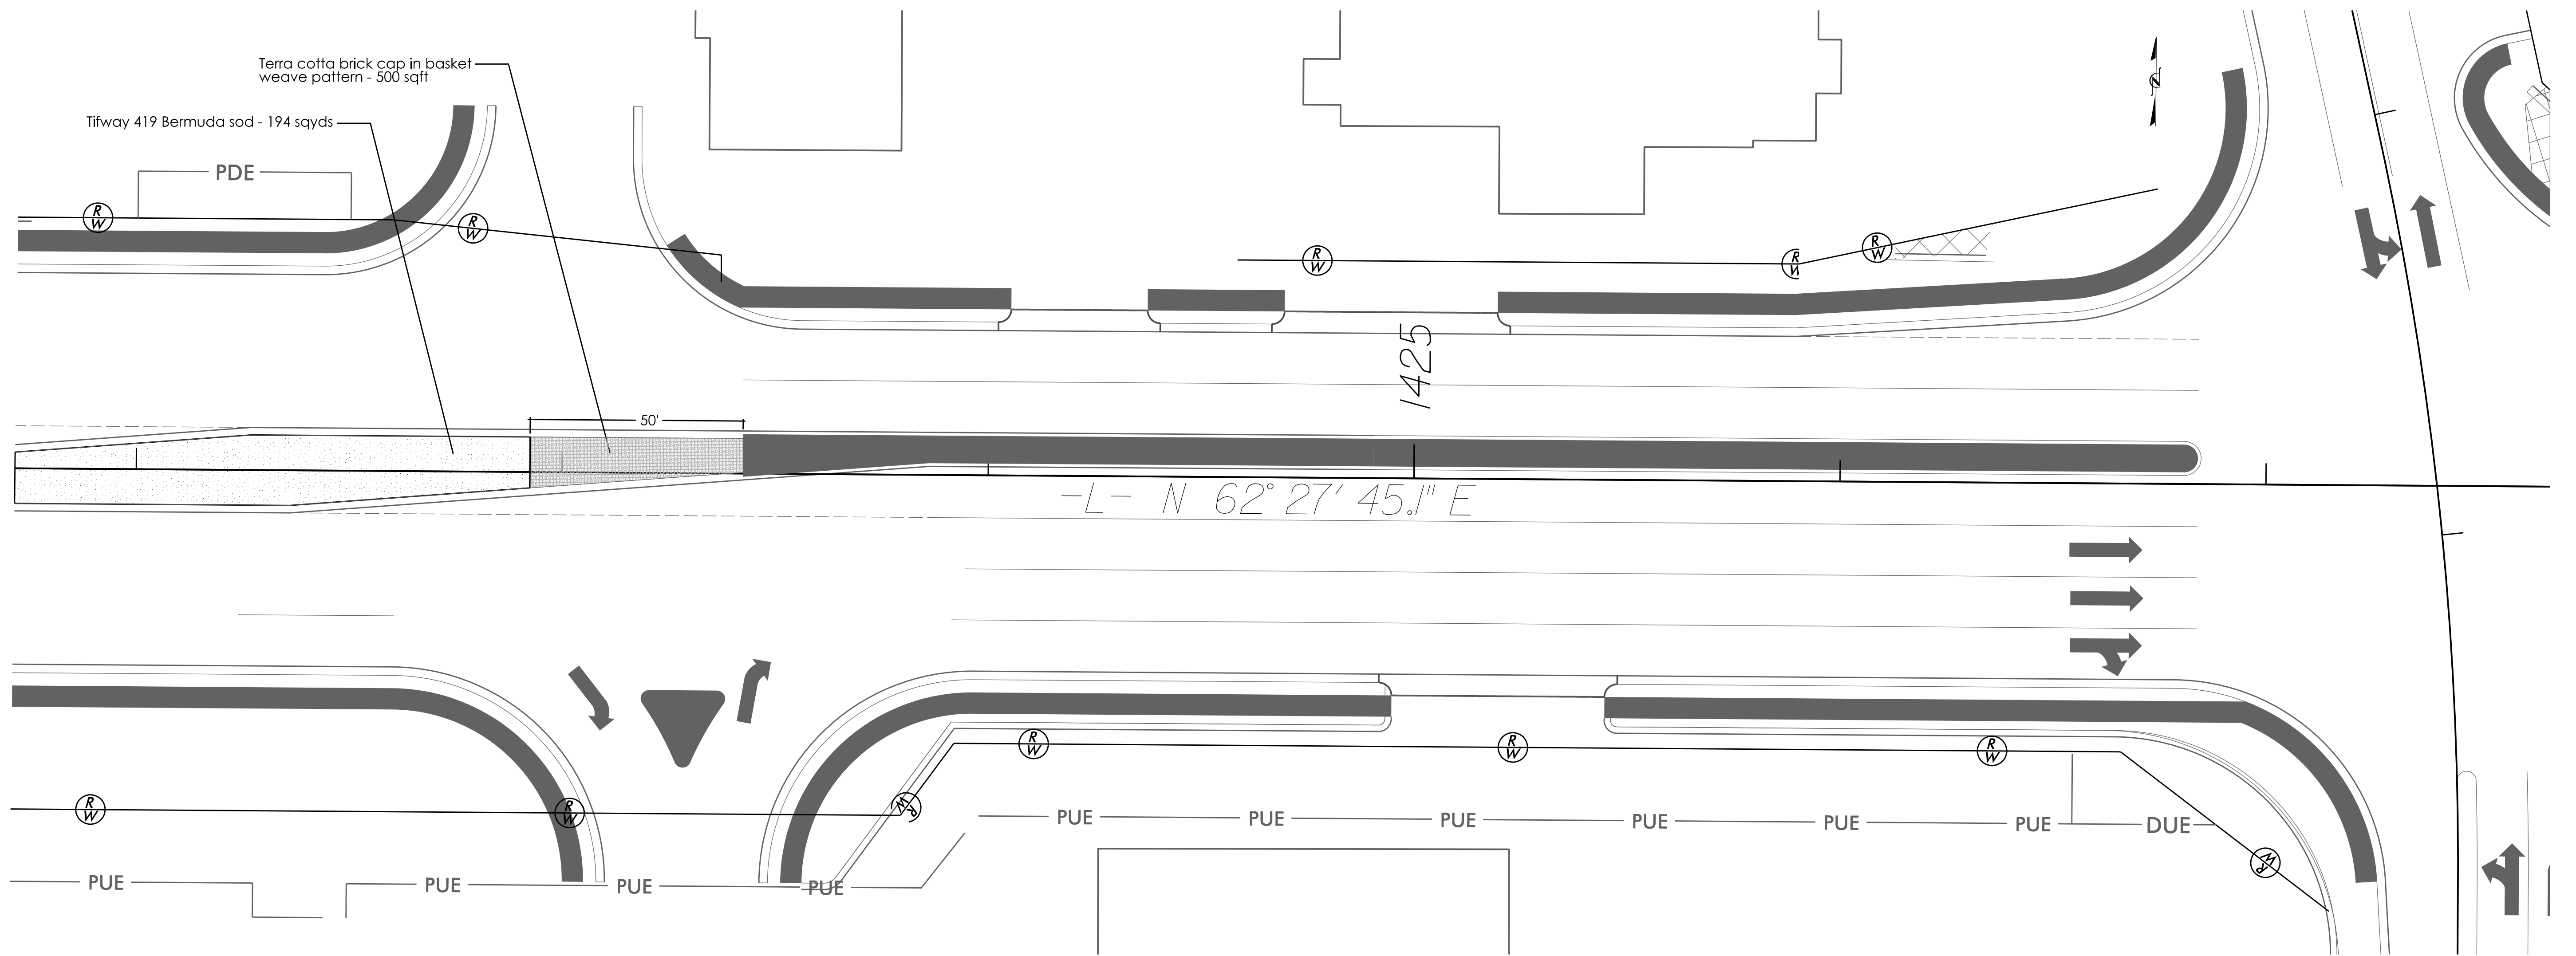 Terra cotta brick cap in basket
weave pattern - 500 sqft
Tifway 419 Bermuda sod - 194 sqyds
PDE
R
W
R
W
R
W
R
W
R
W
1425
50'
-L- N 62° 27' 45.1" E
R
W
R
W
R
W
R
W
R
W
R
W
PUE
PUE
PUE
PUE
PUE
PUE
DUE
R
W
PUE
PUE
PUE
PUE